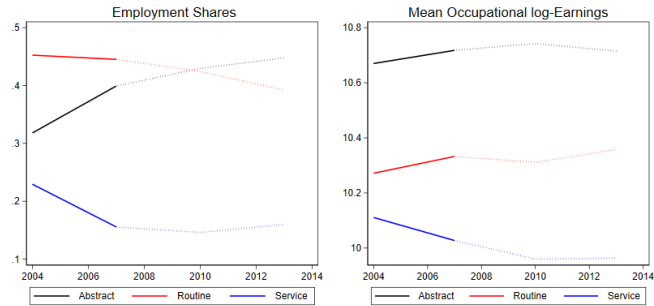 Employment Shares
.5
.4
.3
.2
.1
2004 2006 2008 2010 2012 2014
Abstract Routine Service
Mean Occupational log-Earnings
10.8
10.6
10.4
10.2
10
2004 2006 2008 2010 2012 2014
Abstract Routine Service